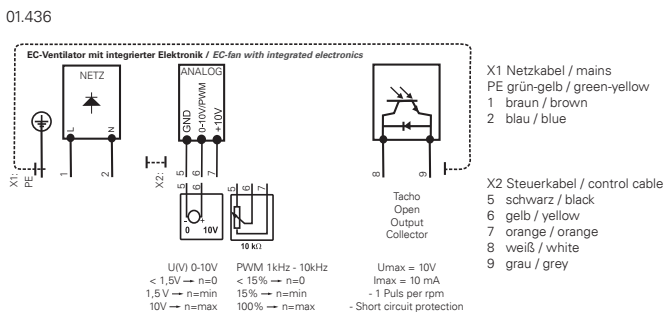 01.436
EC-Ventilator mit integrierter Elektronik / EC-fan with integrated electronics
NETZ
L
N
ANALOG
GND
0-10V/PWM
+10V
X1:
PE
1
2
X2:
5
6
7
8
9
5
6
- +
0 10V
5
6
7
10 kΩ
Tacho
Open
Output
Collector
U(V) 0-10V
< 1,5V → n=0
1,5 V → n=min
10V → n=max
PWM 1kHz - 10kHz
< 15% → n=0
15% → n=min
100% → n=max
Umax = 10V
Imax = 10 mA
- 1 Puls per rpm
- Short circuit protection
X1 Netzkabel / mains
PE grün-gelb / green-yellow
1 braun / brown
2 blau / blue
X2 Steuerkabel / control cable
5 schwarz / black
6 gelb / yellow
7 orange / orange
8 weiß / white
9 grau / grey